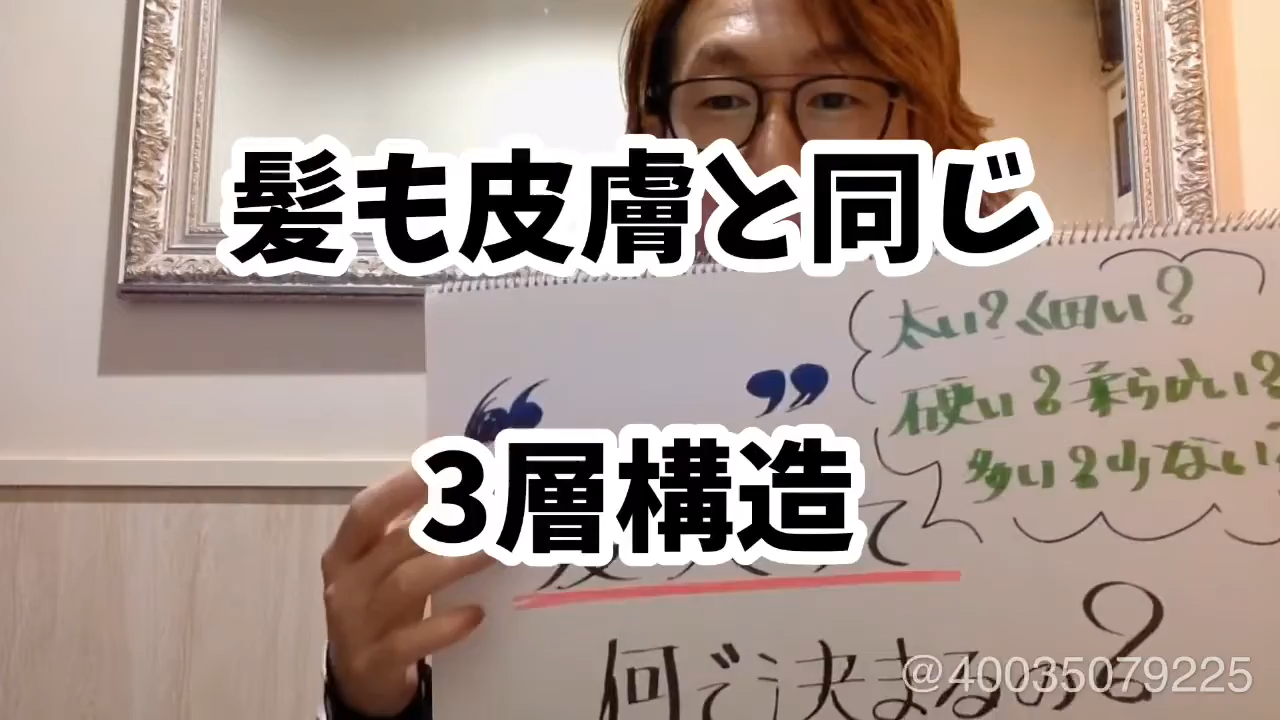 髪も皮膚と同じ
3層構造
太い?細い?
硬い?柔らかい?
多い?少ない?
“ ”
何で決まるの?
@40035079225